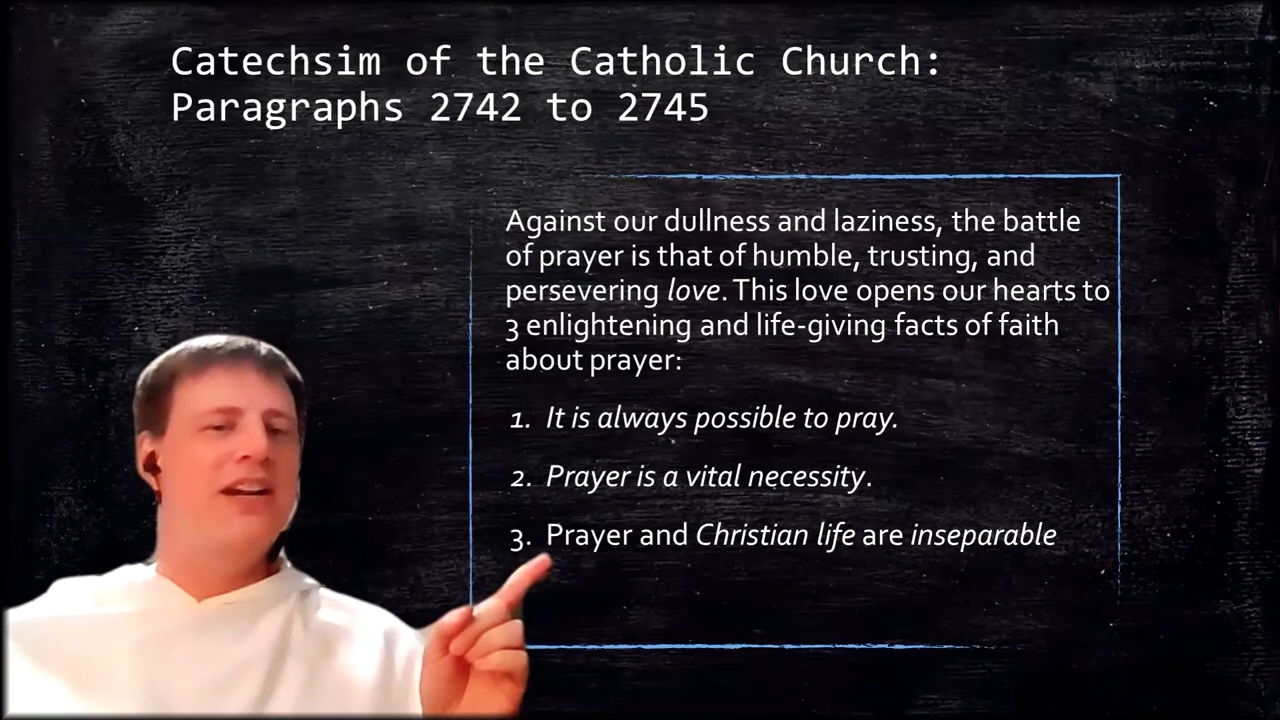 Catechsim of the Catholic Church:
Paragraphs 2742 to 2745
Against our dullness and laziness, the battle
of prayer is that of humble, trusting, and
persevering love. This love opens our hearts to
3 enlightening and life-giving facts of faith
about prayer:
1. It is always possible to pray.
2. Prayer is a vital necessity.
3. Prayer and Christian life are inseparable